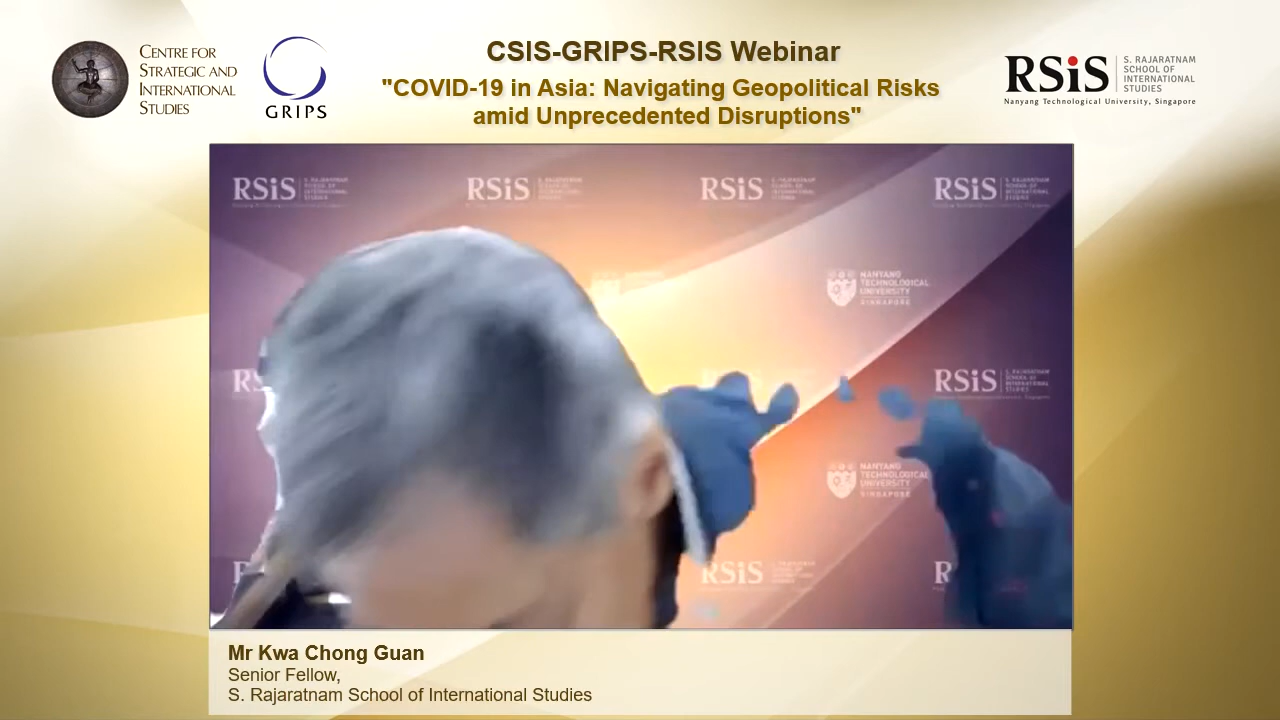 CENTRE FOR
STRATEGIC AND
INTERNATIONAL
STUDIES
GRIPS
CSIS-GRIPS-RSIS Webinar
"COVID-19 in Asia: Navigating Geopolitical Risks
amid Unprecedented Disruptions"
RSiS
S. RAJARATNAM
SCHOOL OF
INTERNATIONAL
STUDIES
Nanyang Technological University, Singapore
RSiS
RSiS
RSiS
RSiS
NANYANG
TECHNOLOGICAL
UNIVERSITY
SINGAPORE
RSiS
NANYANG
TECHNOLOGICAL
UNIVERSITY
SINGAPORE
RSiS
Mr Kwa Chong Guan
Senior Fellow,
S. Rajaratnam School of International Studies